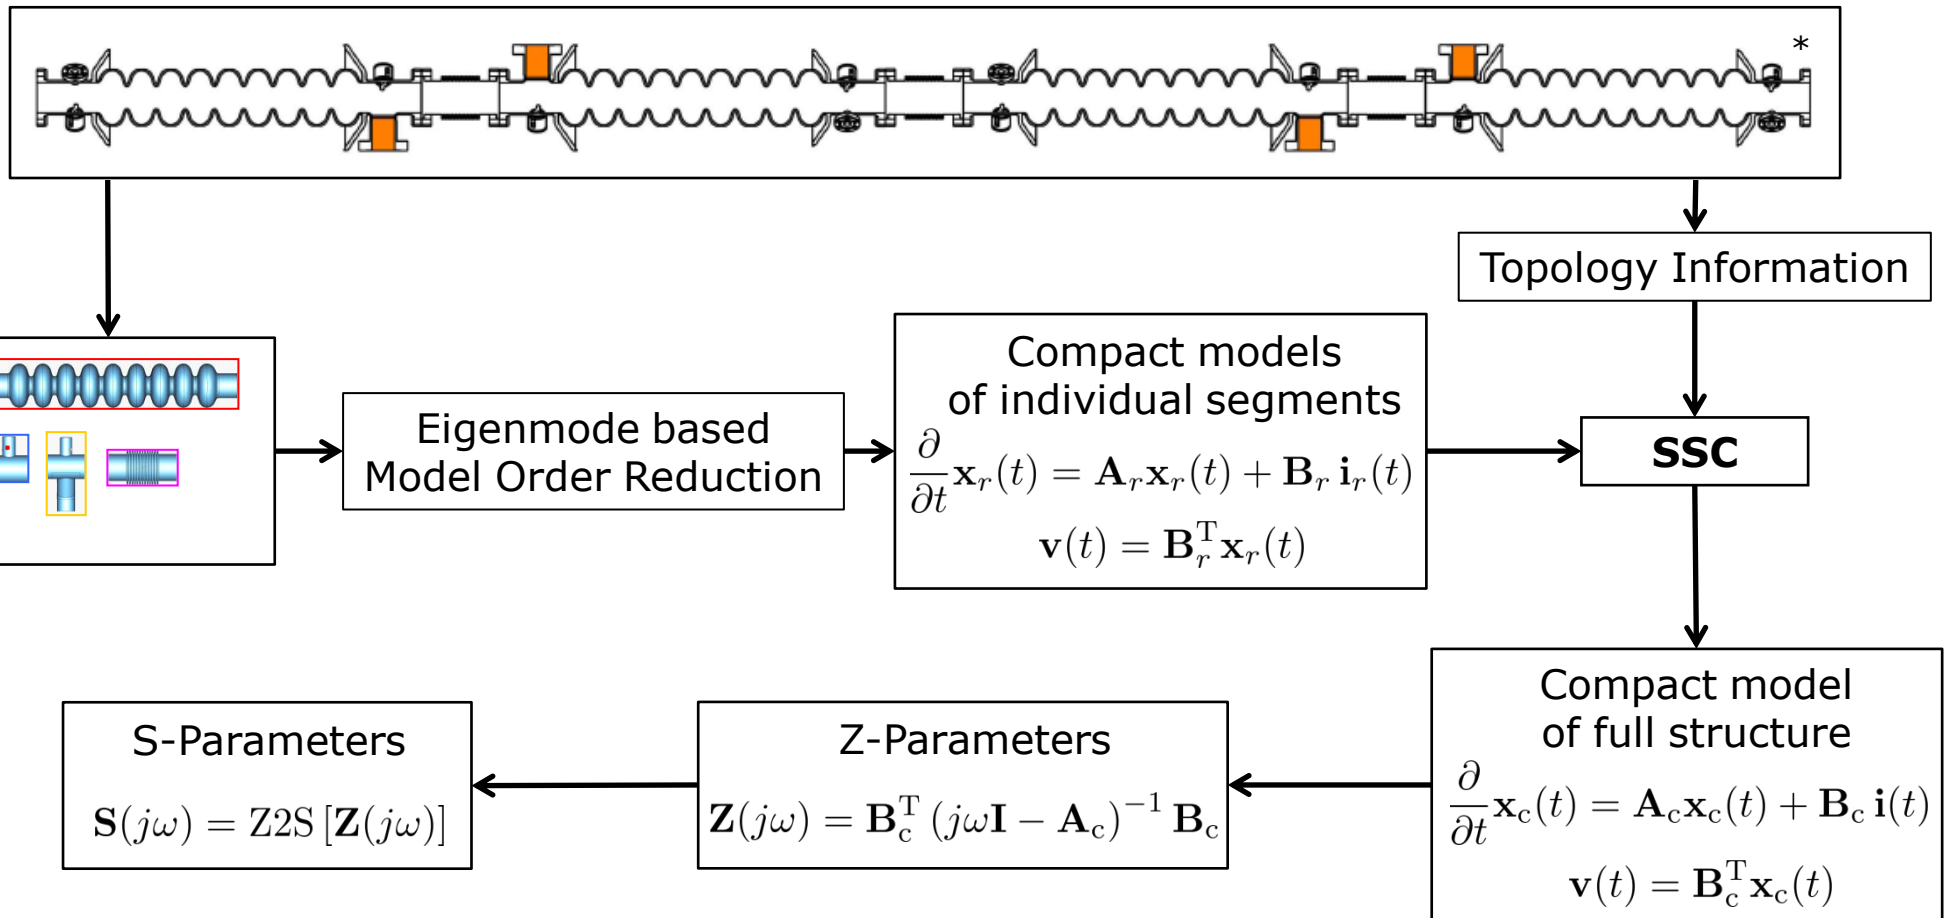 *
Topology Information
Compact models
of individual segments
∂/∂t x_r(t) = A_r x_r(t) + B_r i_r(t)
v(t) = B_r^T x_r(t)
Eigenmode based
Model Order Reduction
SSC
Compact model
of full structure
∂/∂t x_c(t) = A_c x_c(t) + B_c i(t)
v(t) = B_c^T x_c(t)
Z-Parameters
Z(jω) = B_c^T (jωI − A_c)^−1 B_c
S-Parameters
S(jω) = Z2S [Z(jω)]